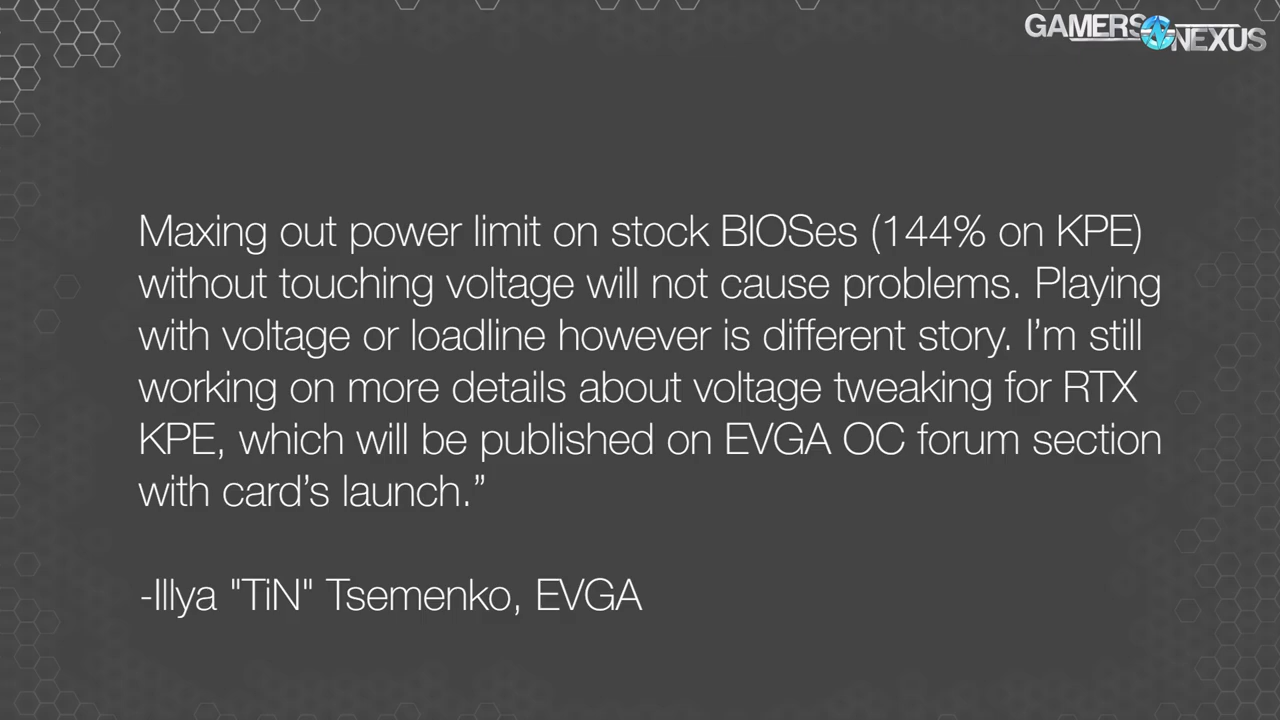 GAMERS NEXUS
Maxing out power limit on stock BIOSes (144% on KPE)
without touching voltage will not cause problems. Playing
with voltage or loadline however is different story. I’m still
working on more details about voltage tweaking for RTX
KPE, which will be published on EVGA OC forum section
with card’s launch.”
-Illya "TiN" Tsemenko, EVGA